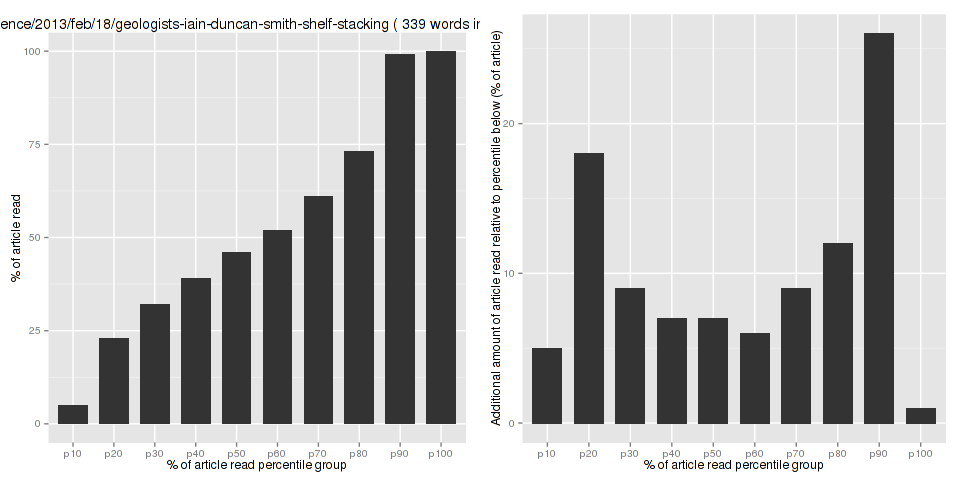 ence/2013/feb/18/geologists-iain-duncan-smith-shelf-stacking ( 339 words in
% of article read
100
75
50
25
0
p10 p20 p30 p40 p50 p60 p70 p80 p90 p100
% of article read percentile group
Additional amount of article read relative to percentile below (% of article)
20
10
0
p10 p20 p30 p40 p50 p60 p70 p80 p90 p100
% of article read percentile group